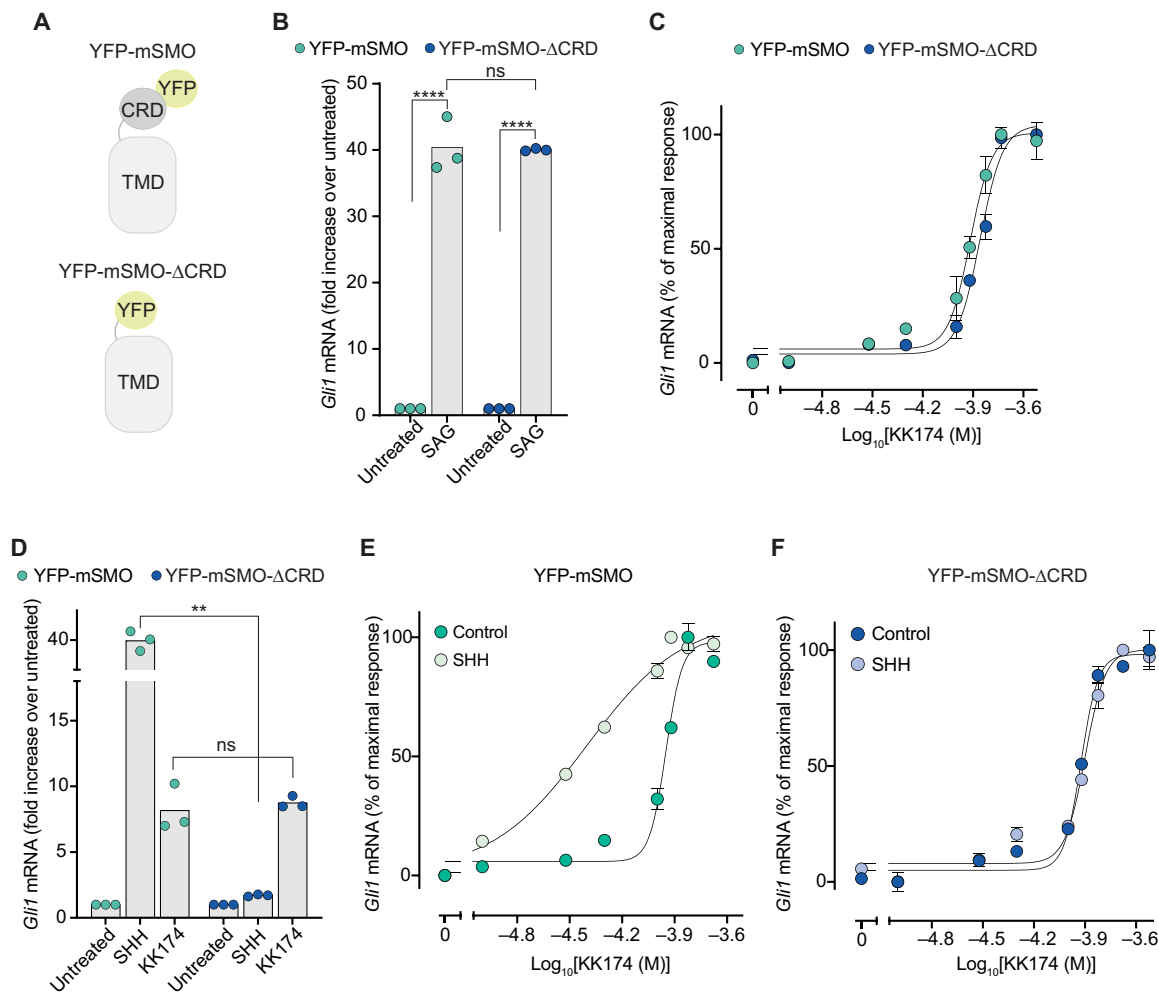 A
YFP-mSMO
YFP
CRD
TMD
YFP-mSMO-ΔCRD
YFP
TMD
B
YFP-mSMO YFP-mSMO-ΔCRD
ns
****
****
Gli1 mRNA (fold increase over untreated)
50
40
30
20
10
0
Untreated
SAG
Untreated
SAG
C
YFP-mSMO YFP-mSMO-ΔCRD
Gli1 mRNA (% of maximal response)
100
50
0
0 −4.8 −4.5 −4.2 −3.9 −3.6
Log10[KK174 (M)]
D
YFP-mSMO YFP-mSMO-ΔCRD
**
ns
Gli1 mRNA (fold increase over untreated)
40
15
10
5
0
Untreated
SHH
KK174
Untreated
SHH
KK174
E
YFP-mSMO
Control
SHH
Gli1 mRNA (% of maximal response)
100
50
0
0 −4.8 −4.5 −4.2 −3.9 −3.6
Log10[KK174 (M)]
F
YFP-mSMO-ΔCRD
Control
SHH
Gli1 mRNA (% of maximal response)
100
50
0
0 −4.8 −4.5 −4.2 −3.9 −3.6
Log10[KK174 (M)]